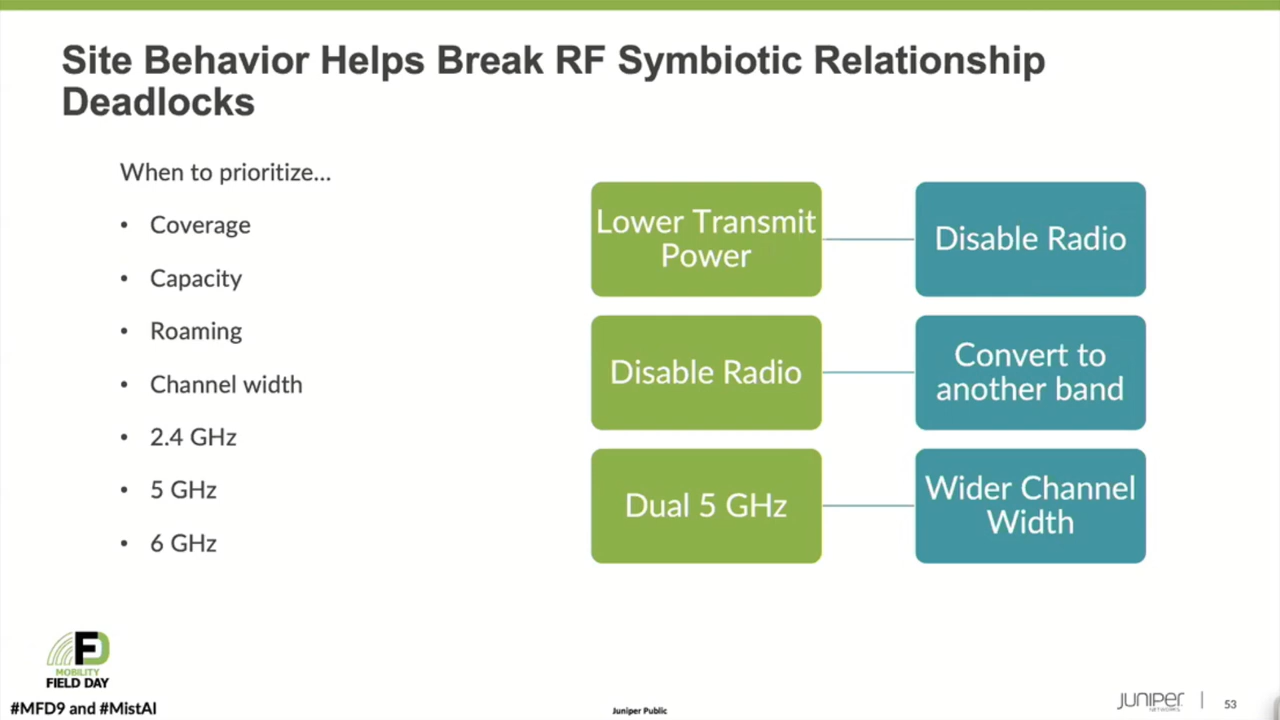 Site Behavior Helps Break RF Symbiotic Relationship
Deadlocks
When to prioritize...
• Coverage
• Capacity
• Roaming
• Channel width
• 2.4 GHz
• 5 GHz
• 6 GHz
Lower Transmit
Power
Disable Radio
Disable Radio
Convert to
another band
Dual 5 GHz
Wider Channel
Width
FD
MOBILITY
FIELD DAY
#MFD9 and #MistAI
Juniper Public
JUNIPER
NETWORKS
53